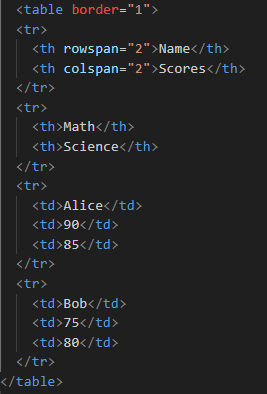 <table border="1">
<tr>
<th rowspan="2">Name</th>
<th colspan="2">Scores</th>
</tr>
<tr>
<th>Math</th>
<th>Science</th>
</tr>
<tr>
<td>Alice</td>
<td>90</td>
<td>85</td>
</tr>
<tr>
<td>Bob</td>
<td>75</td>
<td>80</td>
</tr>
</table>